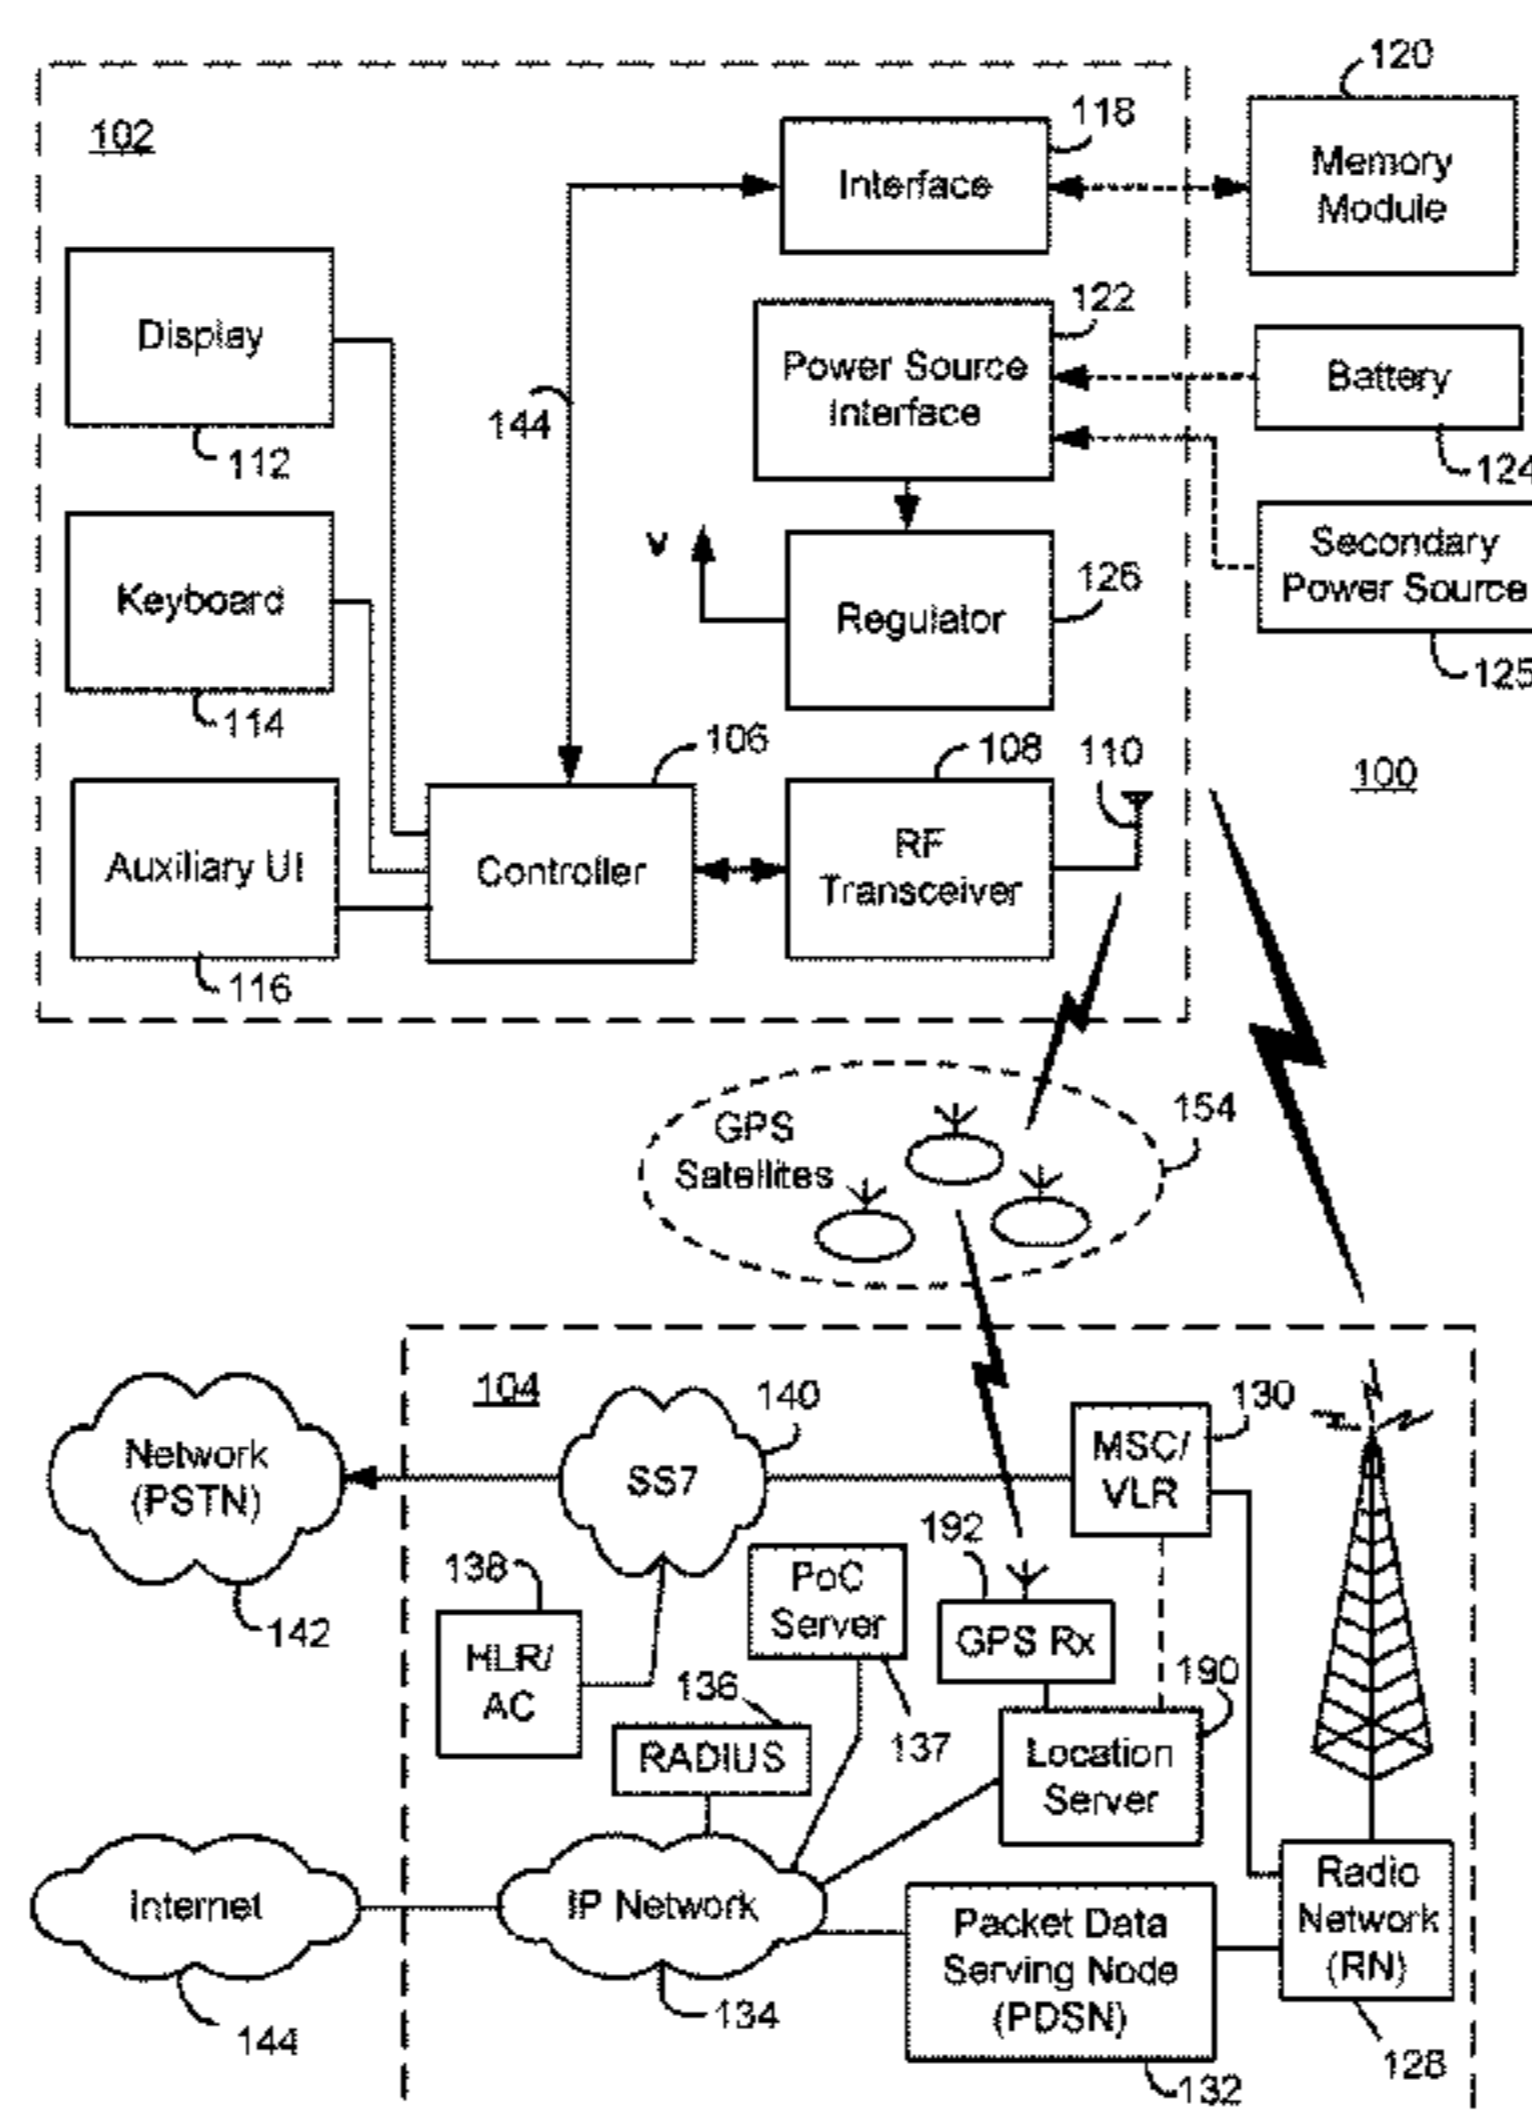 120
102
118
Interface
Memory
Module
122
Display
Power Source
Interface
Battery
144
112
124
V
Secondary
Power Source
Keyboard
126
Regulator
125
114
106
108
110
100
Auxiliary UI
Controller
RF
Transceiver
116
GPS
Satellites
154
104
140
130
Network
(PSTN)
SS7
MSC/
VLR
192
138
PoC
Server
142
HLR/
AC
GPS Rx
136
190
137
RADIUS
Location
Server
Internet
IP Network
Radio
Network
(RN)
Packet Data
Serving Node
(PDSN)
134
144
128
132